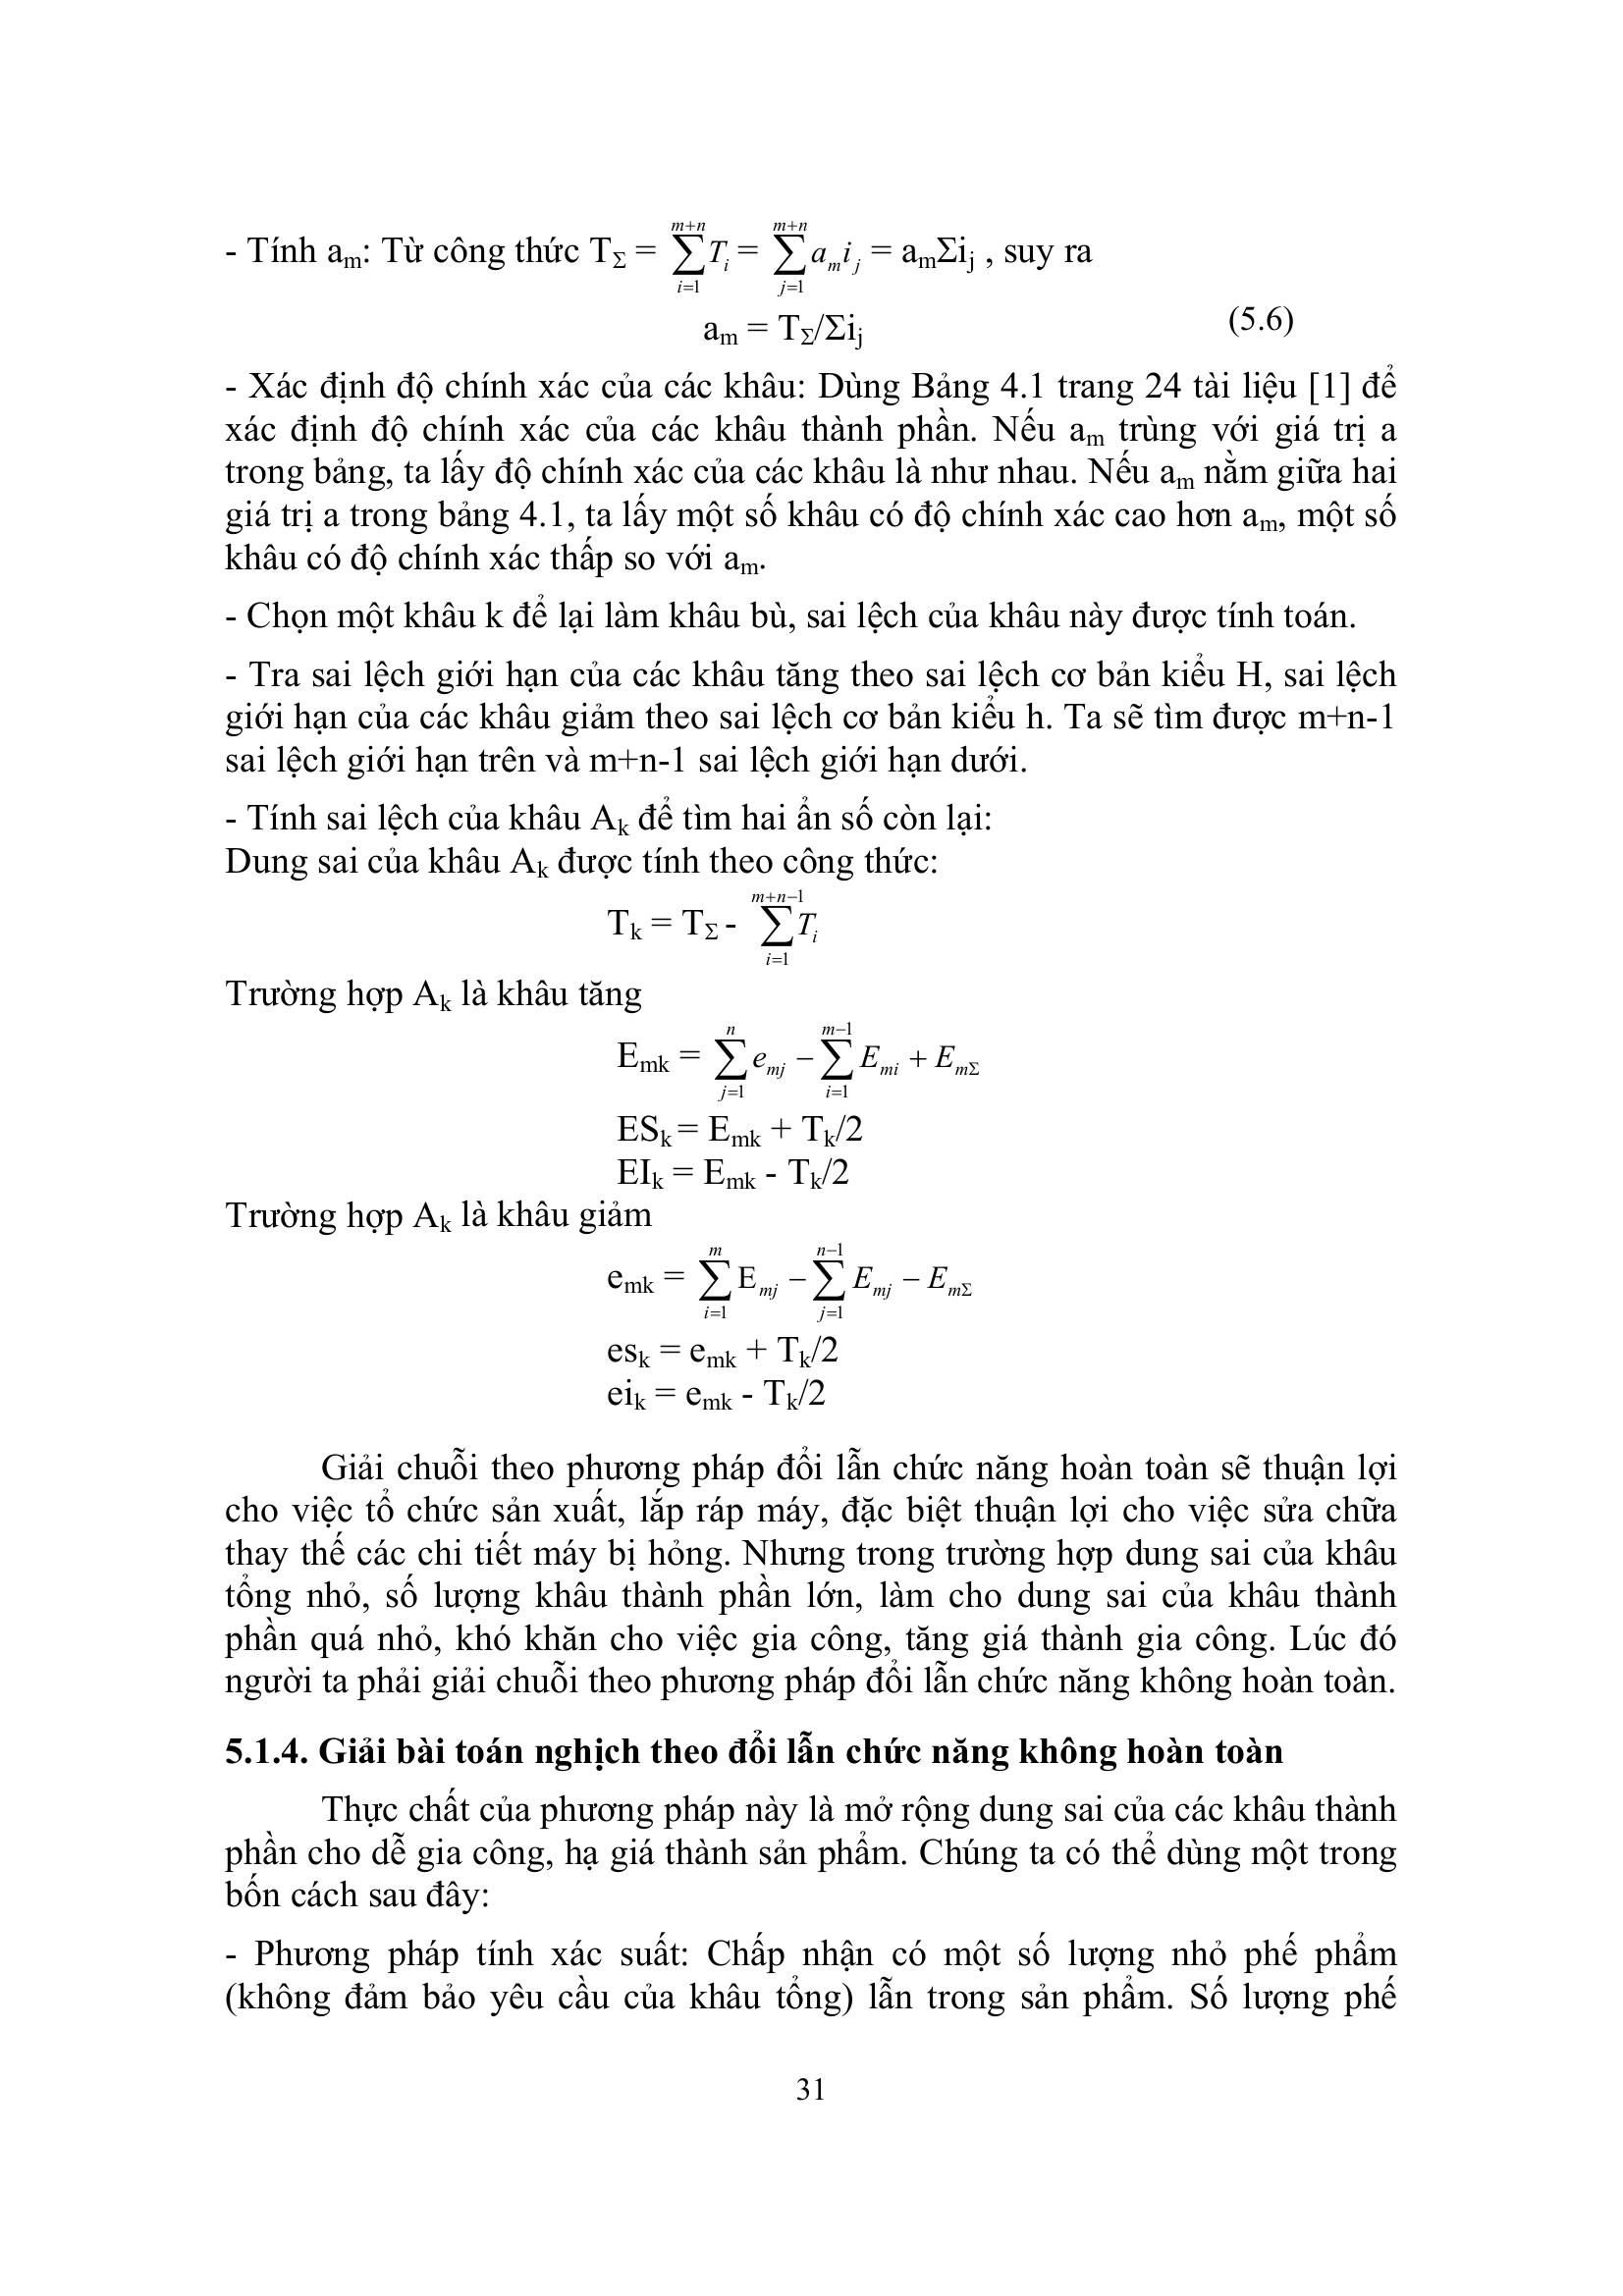 - Tính aₘ: Từ công thức T_Σ = \sum_{i=1}^{m+n} T_i = \sum_{j=1}^{m+n} a_m i_j = aₘΣi_j , suy ra
aₘ = T_Σ/Σi_j (5.6)
- Xác định độ chính xác của các khâu: Dùng Bảng 4.1 trang 24 tài liệu [1] để
xác định độ chính xác của các khâu thành phần. Nếu aₘ trùng với giá trị a
trong bảng, ta lấy độ chính xác của các khâu là như nhau. Nếu aₘ nằm giữa hai
giá trị a trong bảng 4.1, ta lấy một số khâu có độ chính xác cao hơn aₘ, một số
khâu có độ chính xác thấp so với aₘ.
- Chọn một khâu k để lại làm khâu bù, sai lệch của khâu này được tính toán.
- Tra sai lệch giới hạn của các khâu tăng theo sai lệch cơ bản kiểu H, sai lệch
giới hạn của các khâu giảm theo sai lệch cơ bản kiểu h. Ta sẽ tìm được m+n-1
sai lệch giới hạn trên và m+n-1 sai lệch giới hạn dưới.
- Tính sai lệch của khâu A_k để tìm hai ẩn số còn lại:
Dung sai của khâu A_k được tính theo công thức:
T_k = T_Σ - \sum_{i=1}^{m+n-1} T_i
Trường hợp A_k là khâu tăng
E_{mk} = \sum_{j=1}^{n} e_{mj} - \sum_{i=1}^{m-1} E_{mi} + E_{mΣ}
ES_k = E_{mk} + T_k/2
EI_k = E_{mk} - T_k/2
Trường hợp A_k là khâu giảm
e_{mk} = \sum_{i=1}^{m} E_{mj} - \sum_{j=1}^{n-1} E_{mj} - E_{mΣ}
es_k = e_{mk} + T_k/2
ei_k = e_{mk} - T_k/2
Giải chuỗi theo phương pháp đổi lẫn chức năng hoàn toàn sẽ thuận lợi
cho việc tổ chức sản xuất, lắp ráp máy, đặc biệt thuận lợi cho việc sửa chữa
thay thế các chi tiết máy bị hỏng. Nhưng trong trường hợp dung sai của khâu
tổng nhỏ, số lượng khâu thành phần lớn, làm cho dung sai của khâu thành
phần quá nhỏ, khó khăn cho việc gia công, tăng giá thành gia công. Lúc đó
người ta phải giải chuỗi theo phương pháp đổi lẫn chức năng không hoàn toàn.
5.1.4. Giải bài toán nghịch theo đổi lẫn chức năng không hoàn toàn
Thực chất của phương pháp này là mở rộng dung sai của các khâu thành
phần cho dễ gia công, hạ giá thành sản phẩm. Chúng ta có thể dùng một trong
bốn cách sau đây:
- Phương pháp tính xác suất: Chấp nhận có một số lượng nhỏ phế phẩm
(không đảm bảo yêu cầu của khâu tổng) lẫn trong sản phẩm. Số lượng phế
31